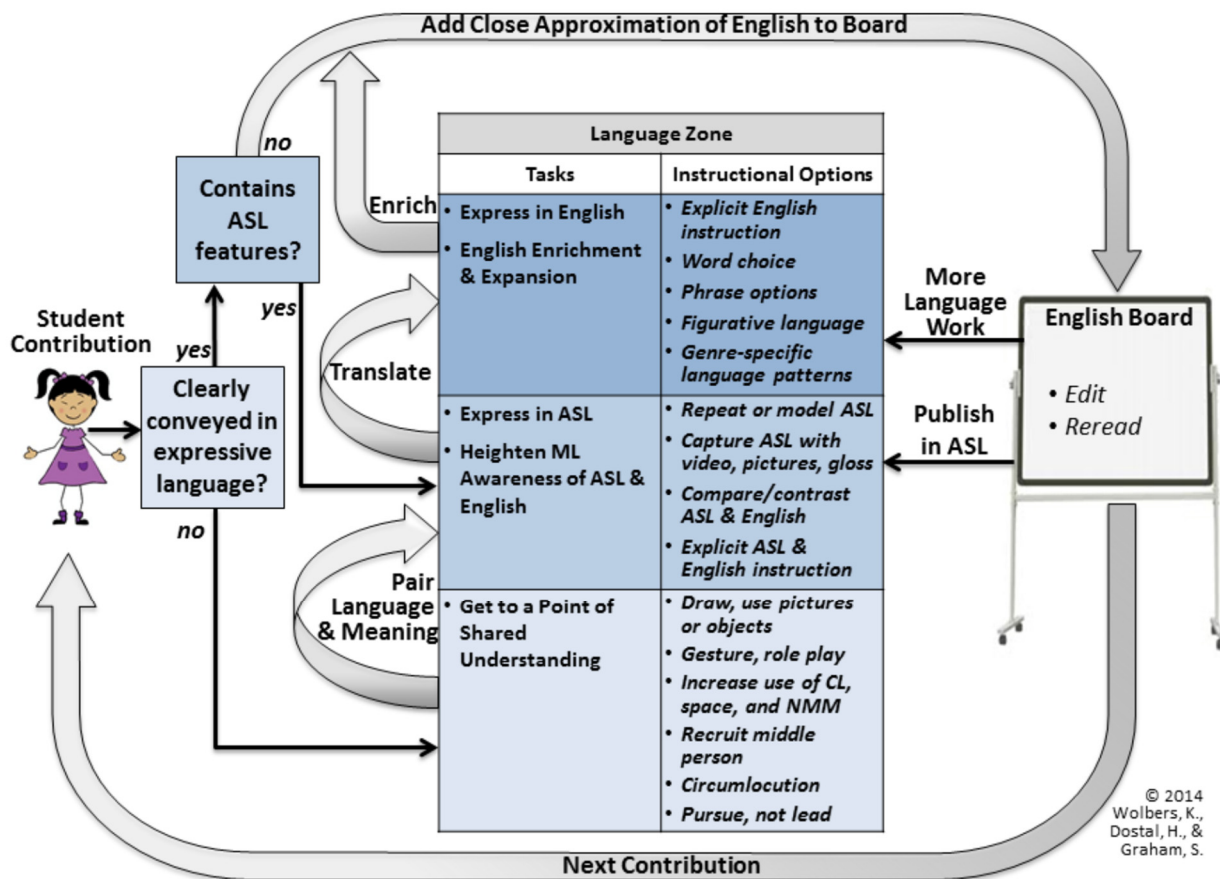 Add Close Approximation of English to Board
no
Contains
ASL
features?
yes
yes
Student
Contribution
Clearly
conveyed in
expressive
language?
no
Enrich
Translate
Pair
Language
& Meaning
Language Zone
Tasks
Instructional Options
• Express in English
• English Enrichment
& Expansion
• Explicit English
instruction
• Word choice
• Phrase options
• Figurative language
• Genre-specific
language patterns
• Express in ASL
• Heighten ML
Awareness of ASL &
English
• Repeat or model ASL
• Capture ASL with
video, pictures, gloss
• Compare/contrast
ASL & English
• Explicit ASL &
English instruction
• Get to a Point of
Shared
Understanding
• Draw, use pictures
or objects
• Gesture, role play
• Increase use of CL,
space, and NMM
• Recruit middle
person
• Circumlocution
• Pursue, not lead
More
Language
Work
Publish
in ASL
English Board
• Edit
• Reread
Next Contribution
© 2014
Wolbers, K.,
Dostal, H., &
Graham, S.